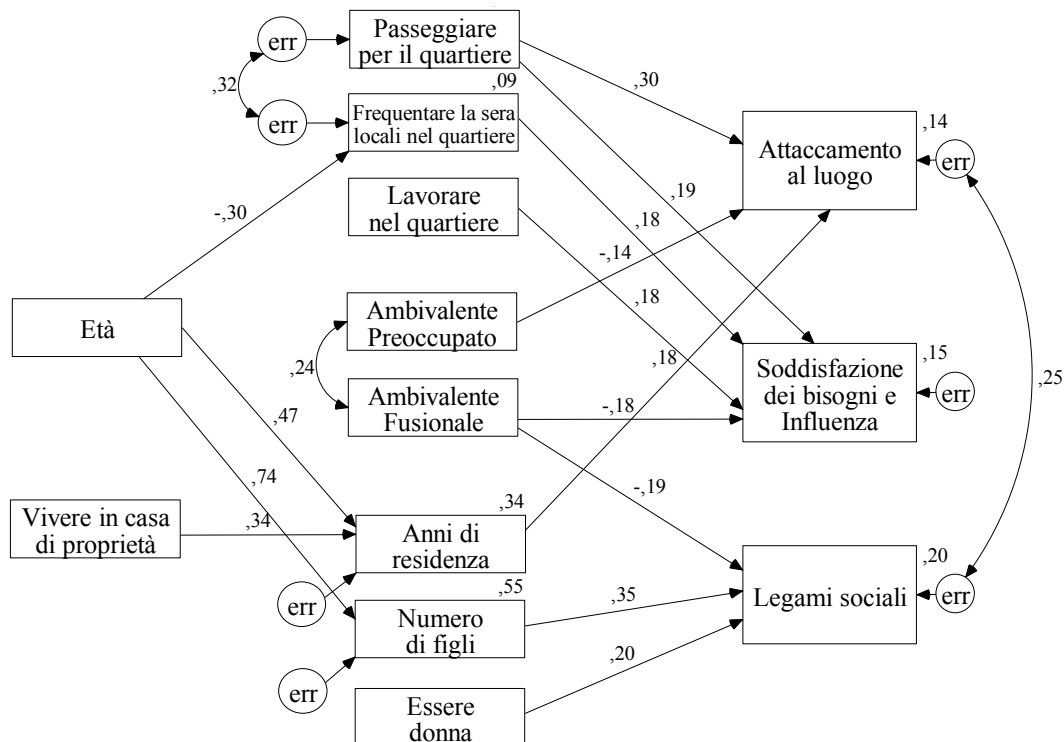 err
Passeggiare
per il quartiere
,32
,09
,30
err
Frequentare la sera
locali nel quartiere
,14
Attaccamento
al luogo
err
Lavorare
nel quartiere
,19
-,30
,18
-,14
Età
Ambivalente
Preoccupato
,18
,24
,18
,15
Soddisfazione
dei bisogni e
Influenza
err
,25
Ambivalente
Fusionale
-,18
,47
,74
-,19
Vivere in casa
di proprietà
,34
,34
Anni di
residenza
,20
err
,55
,35
Legami sociali
err
Numero
di figli
err
,20
Essere
donna